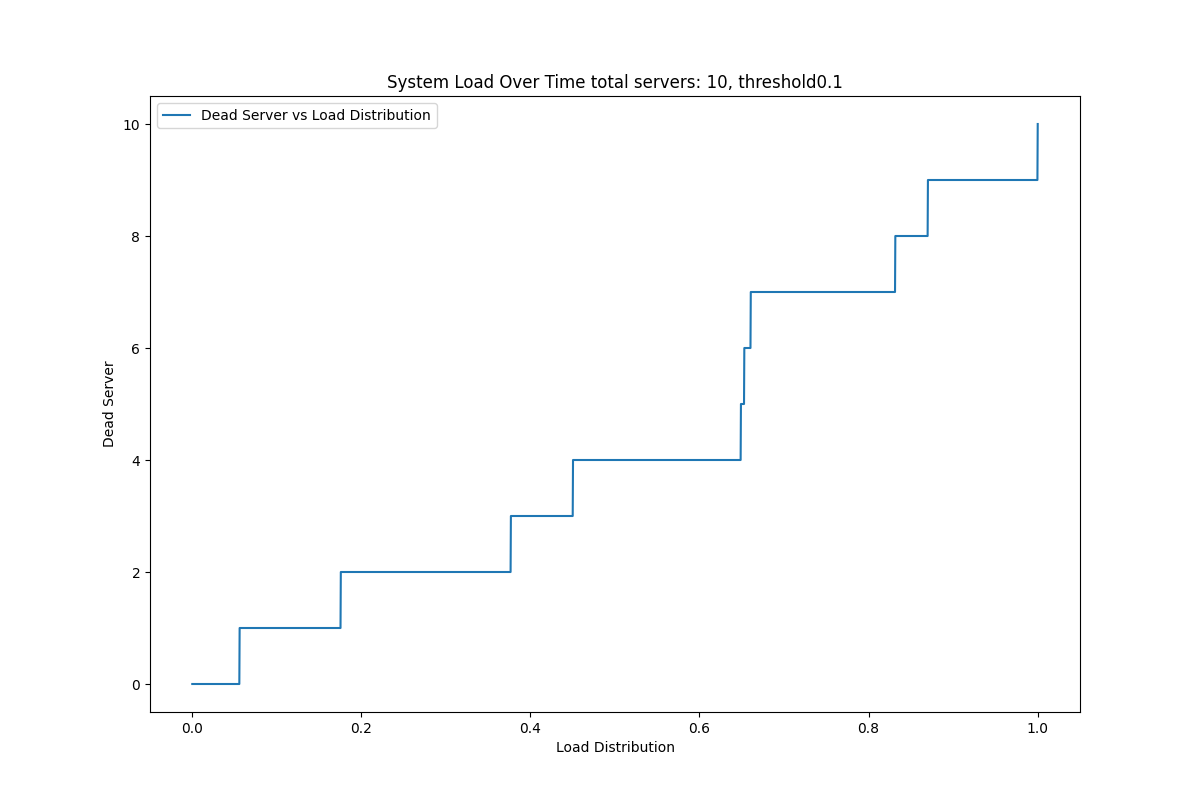 System Load Over Time total servers: 10, threshold0.1
Dead Server vs Load Distribution
10
8
6
4
2
0
Dead Server
0.0 0.2 0.4 0.6 0.8 1.0
Load Distribution